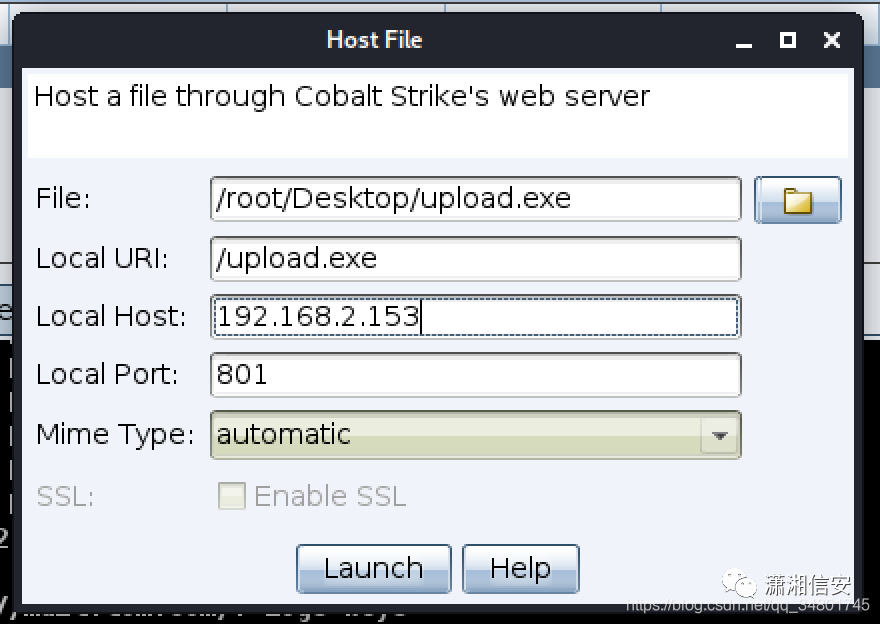 Host File
Host a file through Cobalt Strike's web server
File: /root/Desktop/upload.exe
Local URI: /upload.exe
Local Host: 192.168.2.153
Local Port: 801
Mime Type: automatic
SSL: Enable SSL
Launch Help
潇湘信安
https://blog.csdn.net/qq_34801745